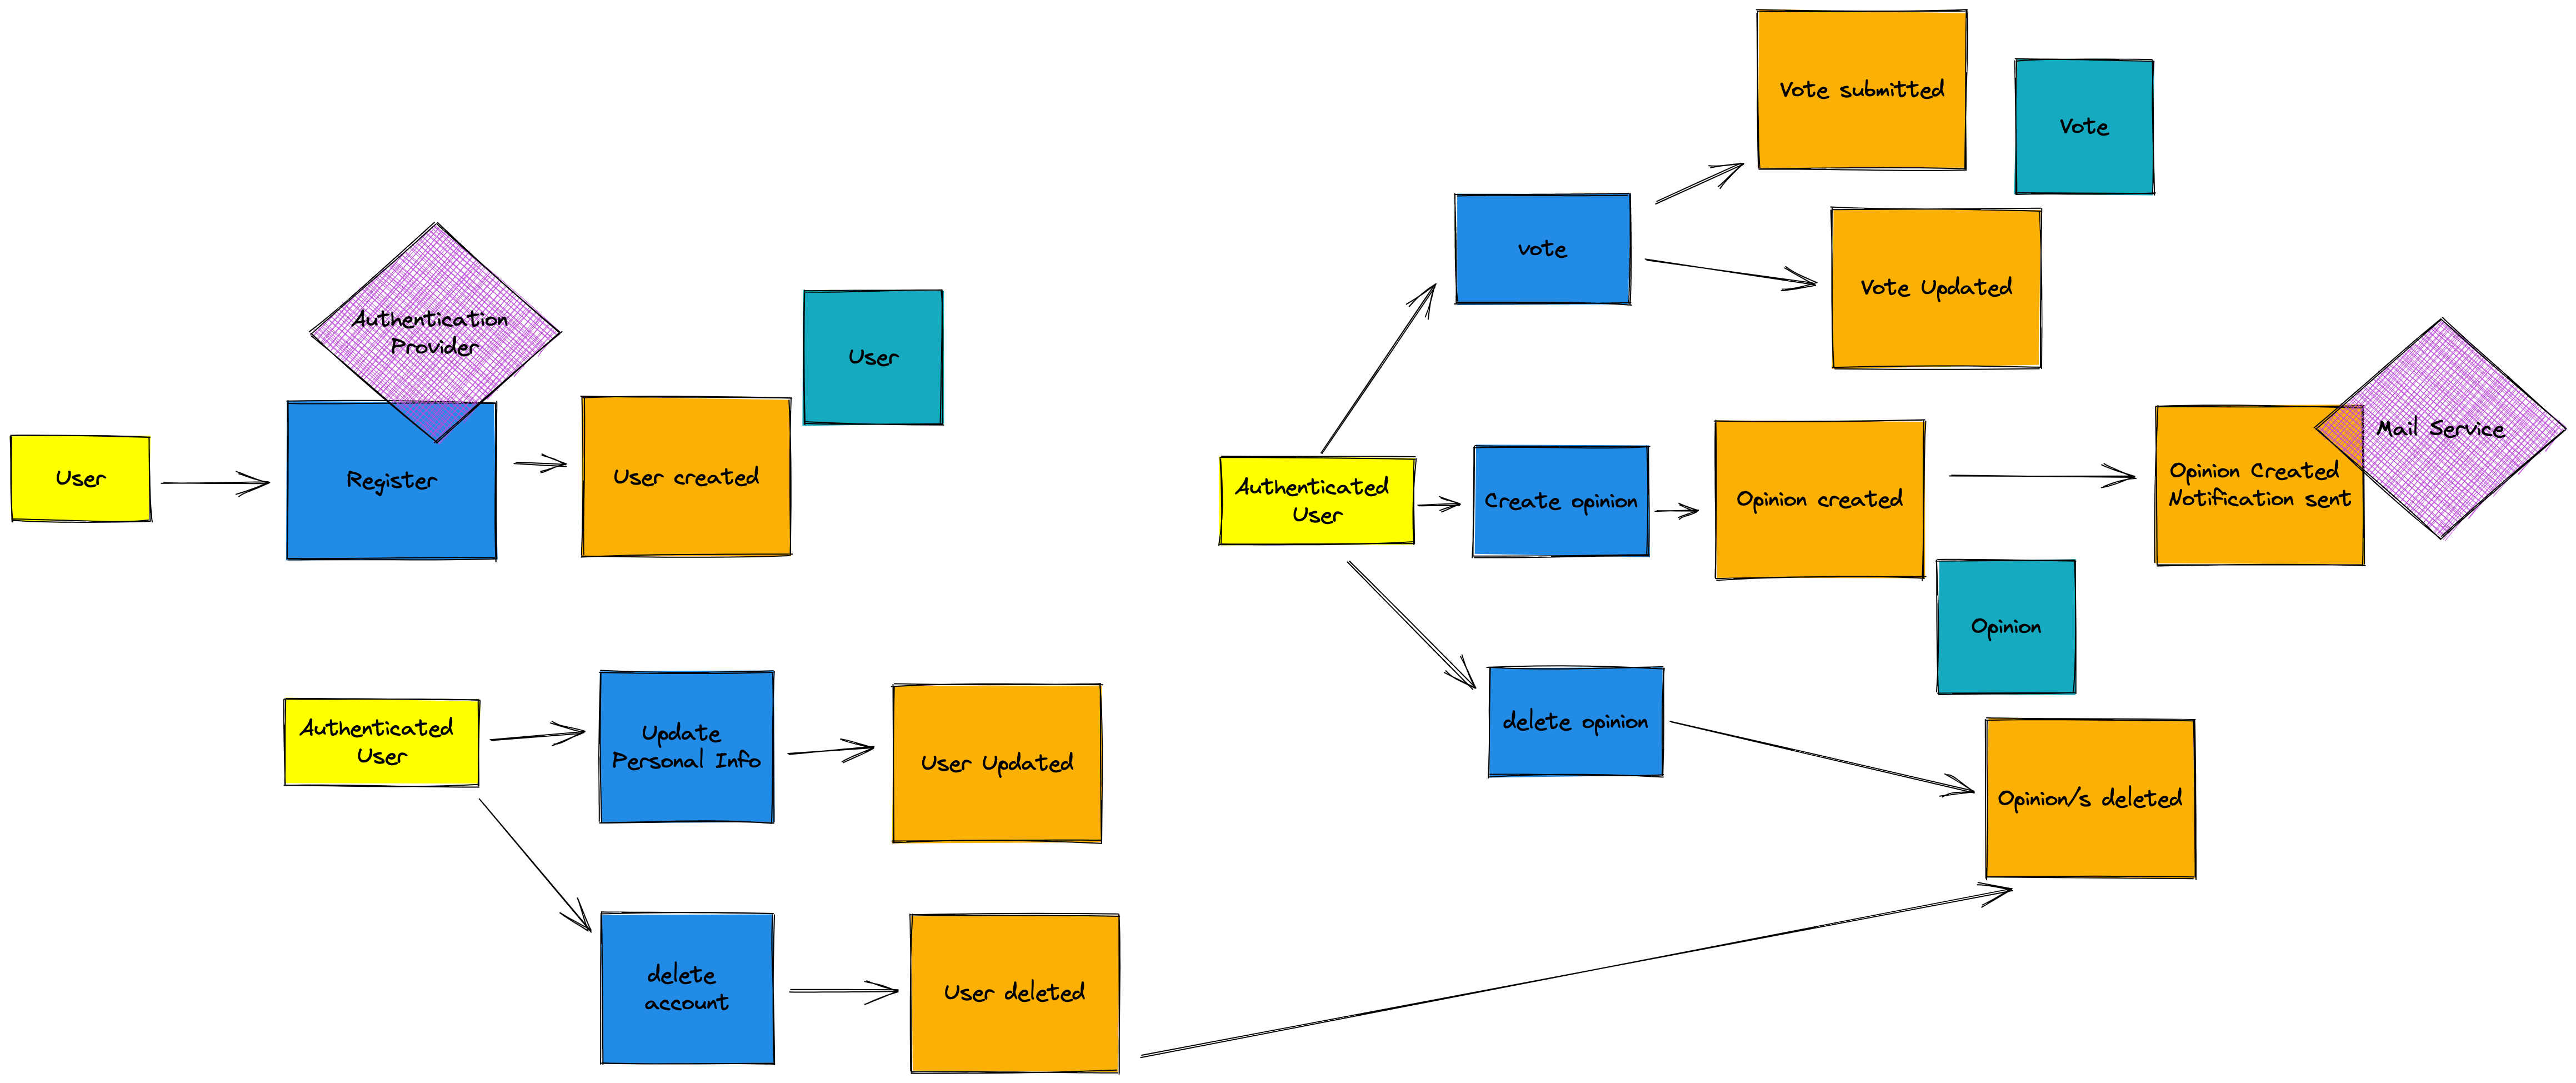 Authentication
Provider
User
User
Register
User created
Authenticated
User
Update
Personal Info
User Updated
delete
account
User deleted
Vote submitted
Vote
vote
Vote Updated
Authenticated
User
Create opinion
Opinion created
Opinion Created
Notification sent
Mail Service
Opinion
delete opinion
Opinion/s deleted